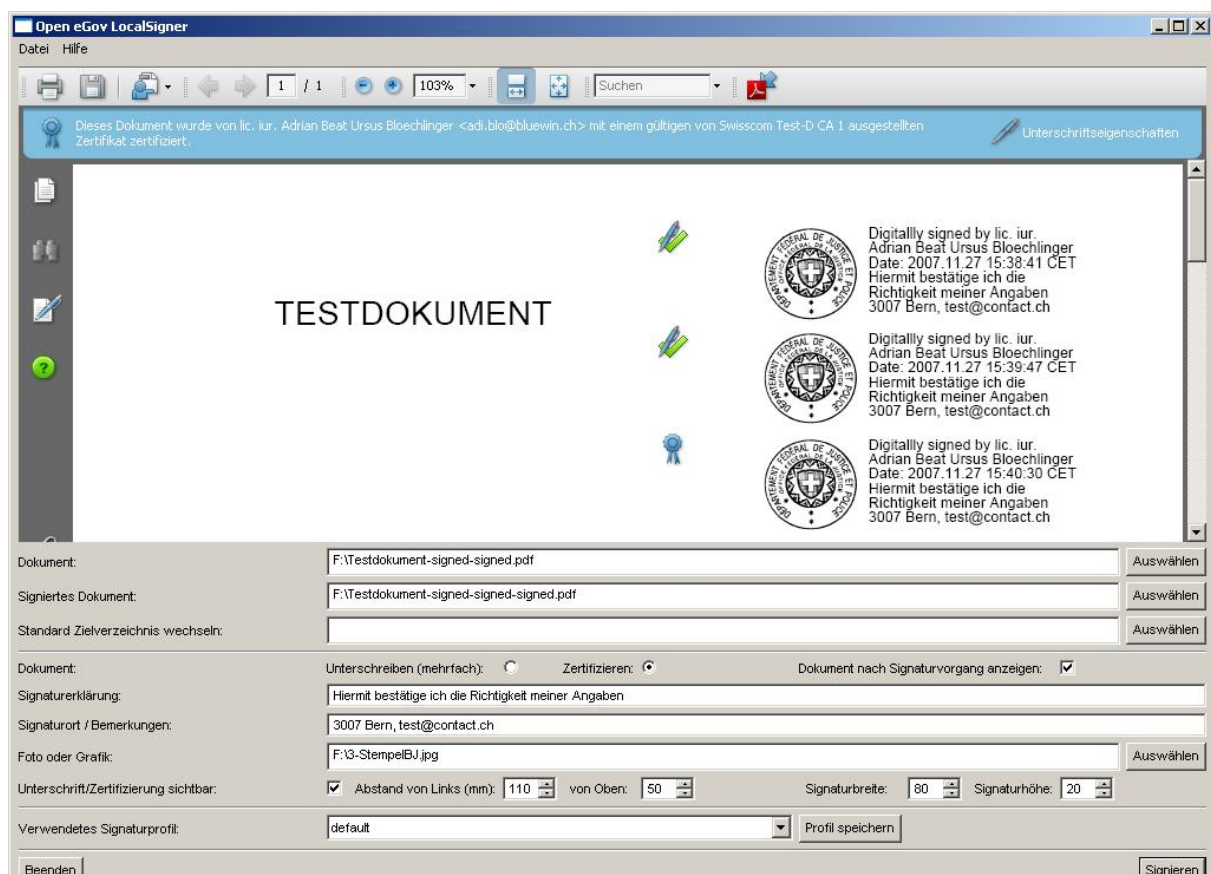 Open eGov LocalSigner
Datei Hilfe
1 / 1 103% Suchen
Dieses Dokument wurde von lic. iur. Adrian Beat Ursus Bloechlinger <adi.blo@bluewin.ch> mit einem gültigen von Swisscom Test-D CA 1 ausgestellten
Zertifikat zertifiziert.
Unterschriftseigenschaften
TESTDOKUMENT
Digitallly signed by lic. iur.
Adrian Beat Ursus Bloechlinger
Date: 2007.11.27 15:38:41 CET
Hiermit bestätige ich die
Richtigkeit meiner Angaben
3007 Bern, test@contact.ch
Digitallly signed by lic. iur.
Adrian Beat Ursus Bloechlinger
Date: 2007.11.27 15:39:47 CET
Hiermit bestätige ich die
Richtigkeit meiner Angaben
3007 Bern, test@contact.ch
Digitallly signed by lic. iur.
Adrian Beat Ursus Bloechlinger
Date: 2007.11.27 15:40:30 CET
Hiermit bestätige ich die
Richtigkeit meiner Angaben
3007 Bern, test@contact.ch
Dokument: F:\Testdokument-signed-signed.pdf Auswählen
Signiertes Dokument: F:\Testdokument-signed-signed-signed.pdf Auswählen
Standard Zielverzeichnis wechseln: Auswählen
Dokument: Unterschreiben (mehrfach): Zertifizieren: Dokument nach Signaturvorgang anzeigen:
Signaturerklärung: Hiermit bestätige ich die Richtigkeit meiner Angaben
Signaturort / Bemerkungen: 3007 Bern, test@contact.ch
Foto oder Grafik: F:\3-StempelBJ.jpg Auswählen
Unterschrift/Zertifizierung sichtbar: Abstand von Links (mm): 110 von Oben: 50 Signaturbreite: 80 Signaturhöhe: 20
Verwendetes Signaturprofil: default Profil speichern
Beenden Signieren